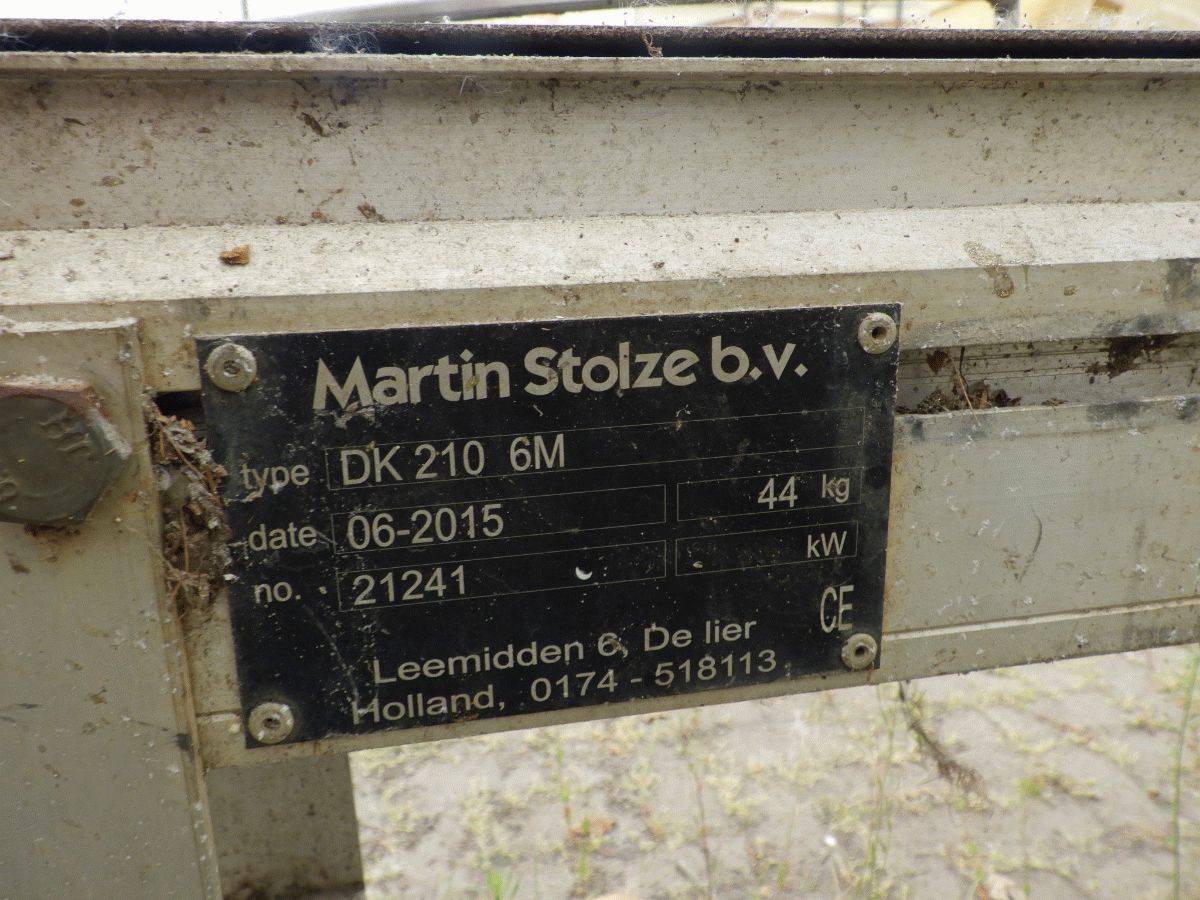 Martin Stolze b.v.
type DK 210 6M
date 06-2015 44 kg
no. 21241 kW
CE
Leemidden 6, De lier
Holland, 0174 - 518113